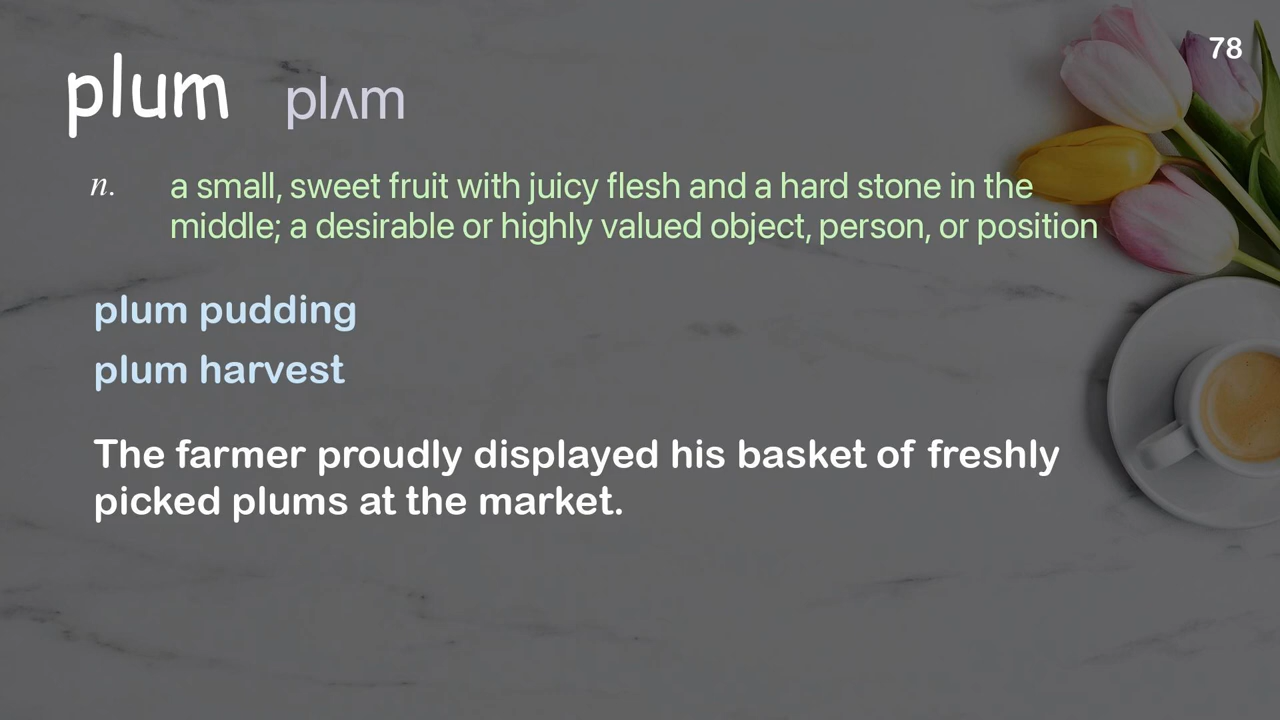 78
plum plʌm
n. a small, sweet fruit with juicy flesh and a hard stone in the
middle; a desirable or highly valued object, person, or position
plum pudding
plum harvest
The farmer proudly displayed his basket of freshly
picked plums at the market.